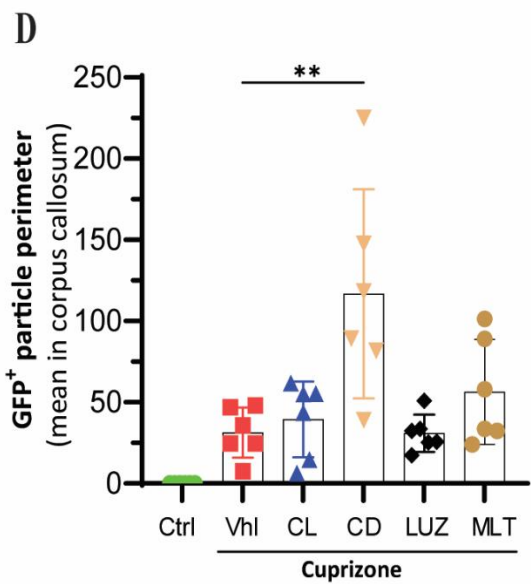 D
GFP+ particle perimeter
(mean in corpus callosum)
250
200
150
100
50
0
**
Ctrl Vhl CL CD LUZ MLT
Cuprizone